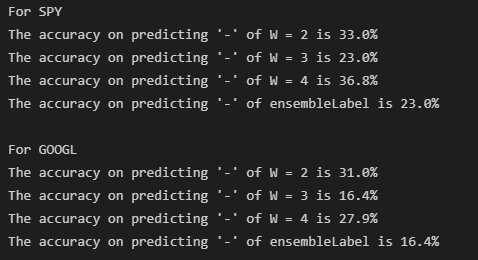 For SPY
The accuracy on predicting '-' of W = 2 is 33.0%
The accuracy on predicting '-' of W = 3 is 23.0%
The accuracy on predicting '-' of W = 4 is 36.8%
The accuracy on predicting '-' of ensembleLabel is 23.0%

For GOOGL
The accuracy on predicting '-' of W = 2 is 31.0%
The accuracy on predicting '-' of W = 3 is 16.4%
The accuracy on predicting '-' of W = 4 is 27.9%
The accuracy on predicting '-' of ensembleLabel is 16.4%